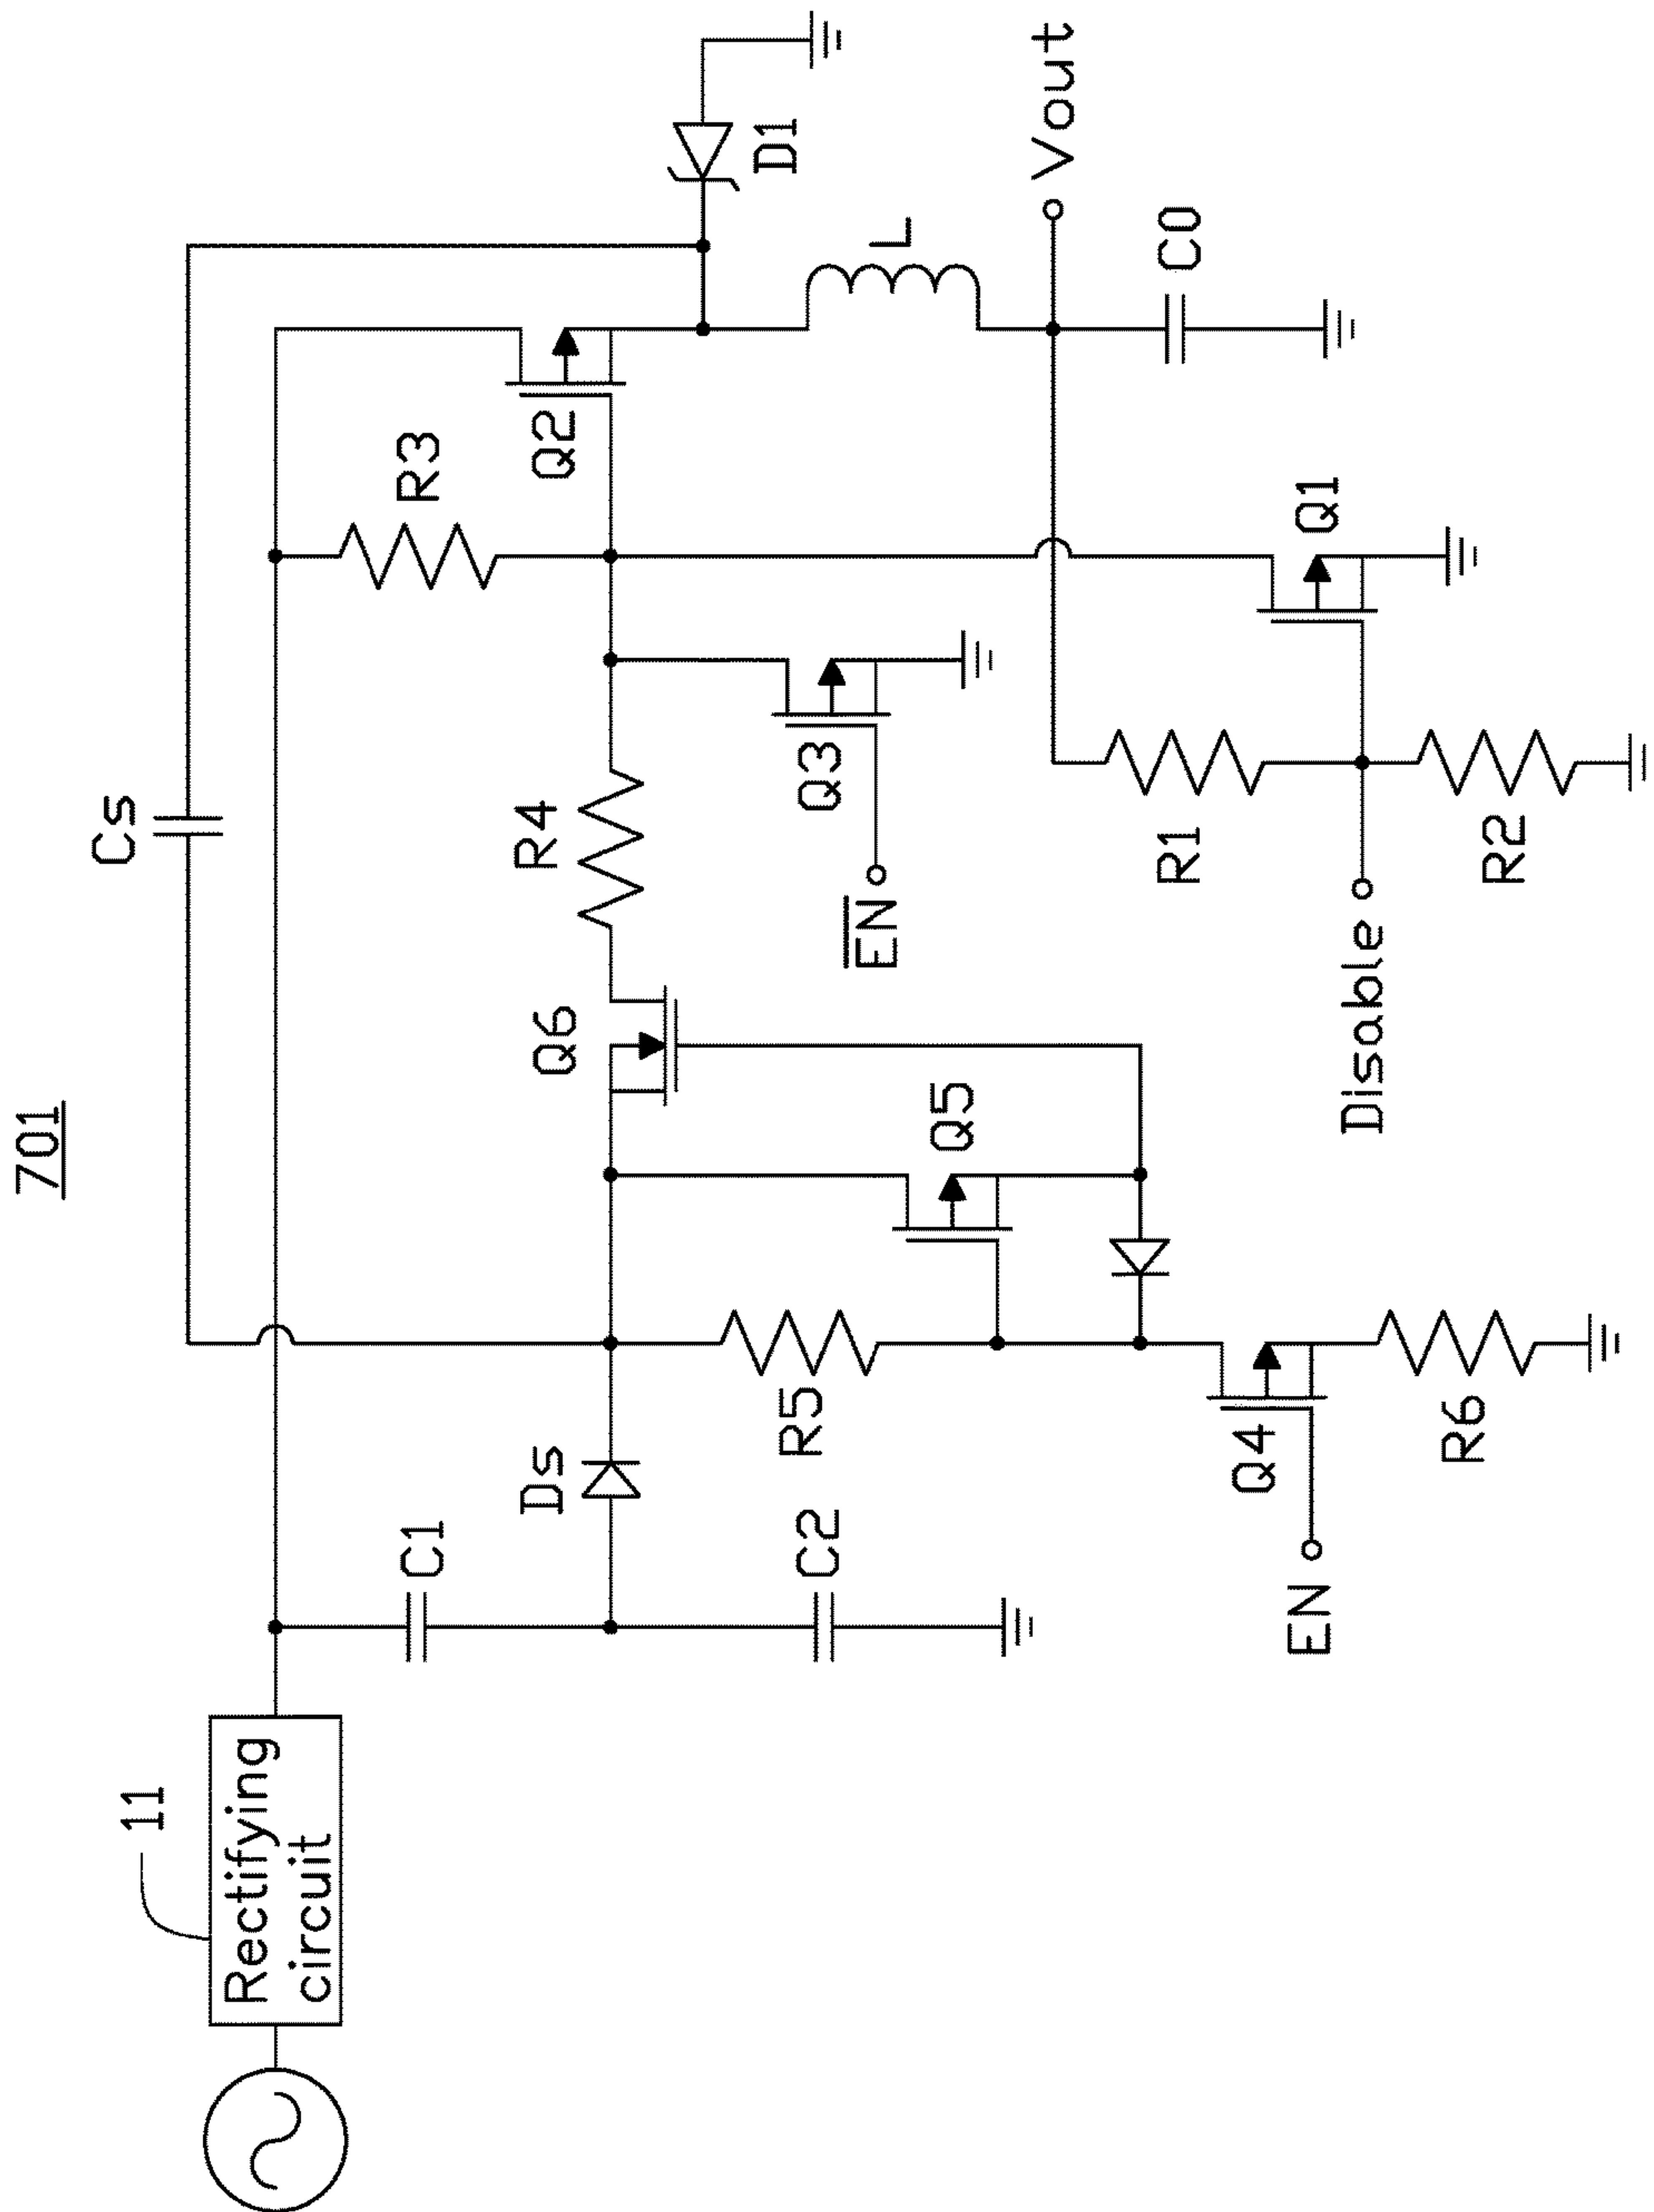 701
11
Rectifying
circuit
C1
C2
Ds
Cs
R5
Q5
Q4
EN
R6
Q6
R4
R3
Q3
EN
Q2
D1
L
Vout
C0
Q1
R1
R2
Disable